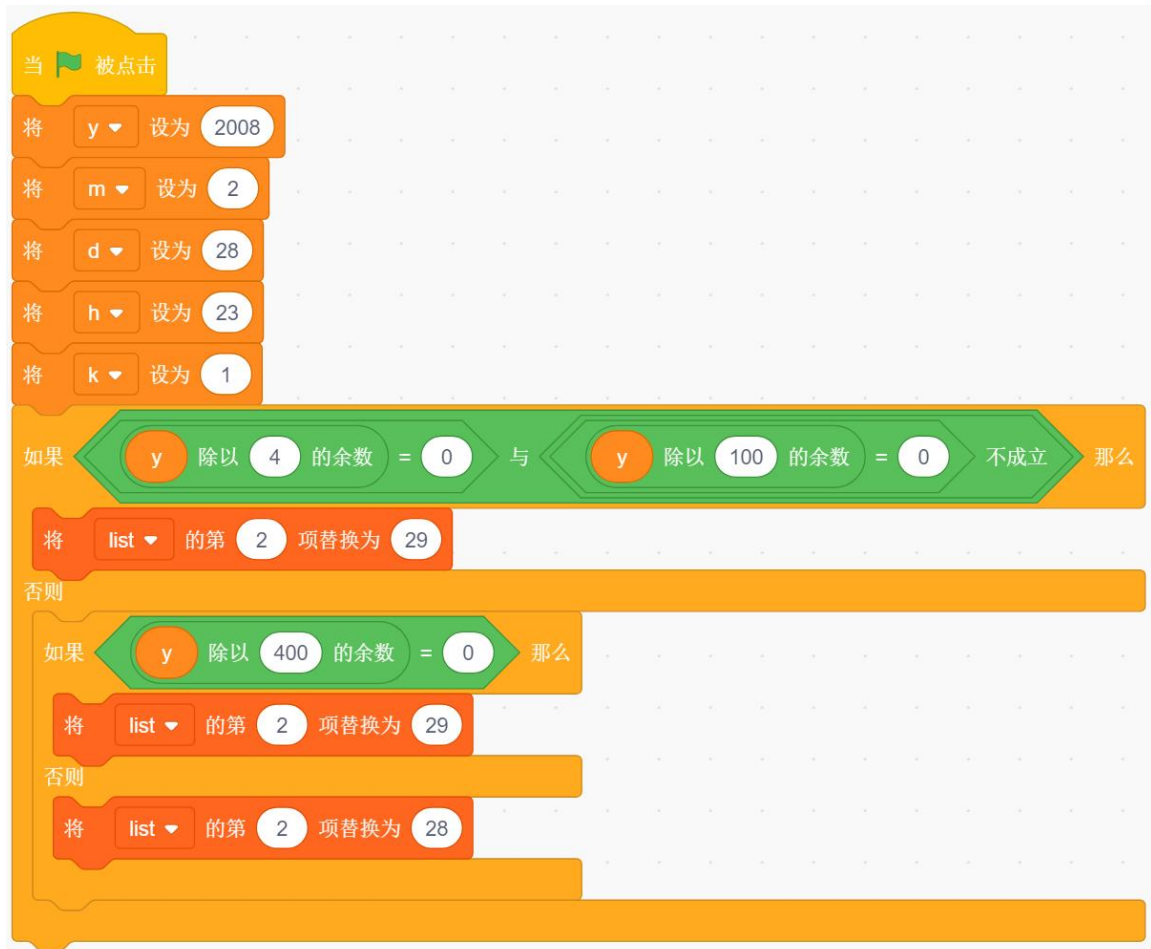 当 被点击
将 y 设为 2008
将 m 设为 2
将 d 设为 28
将 h 设为 23
将 k 设为 1
如果 y 除以 4 的余数 = 0 与 y 除以 100 的余数 = 0 不成立 那么
将 list 的第 2 项替换为 29
否则
如果 y 除以 400 的余数 = 0 那么
将 list 的第 2 项替换为 29
否则
将 list 的第 2 项替换为 28